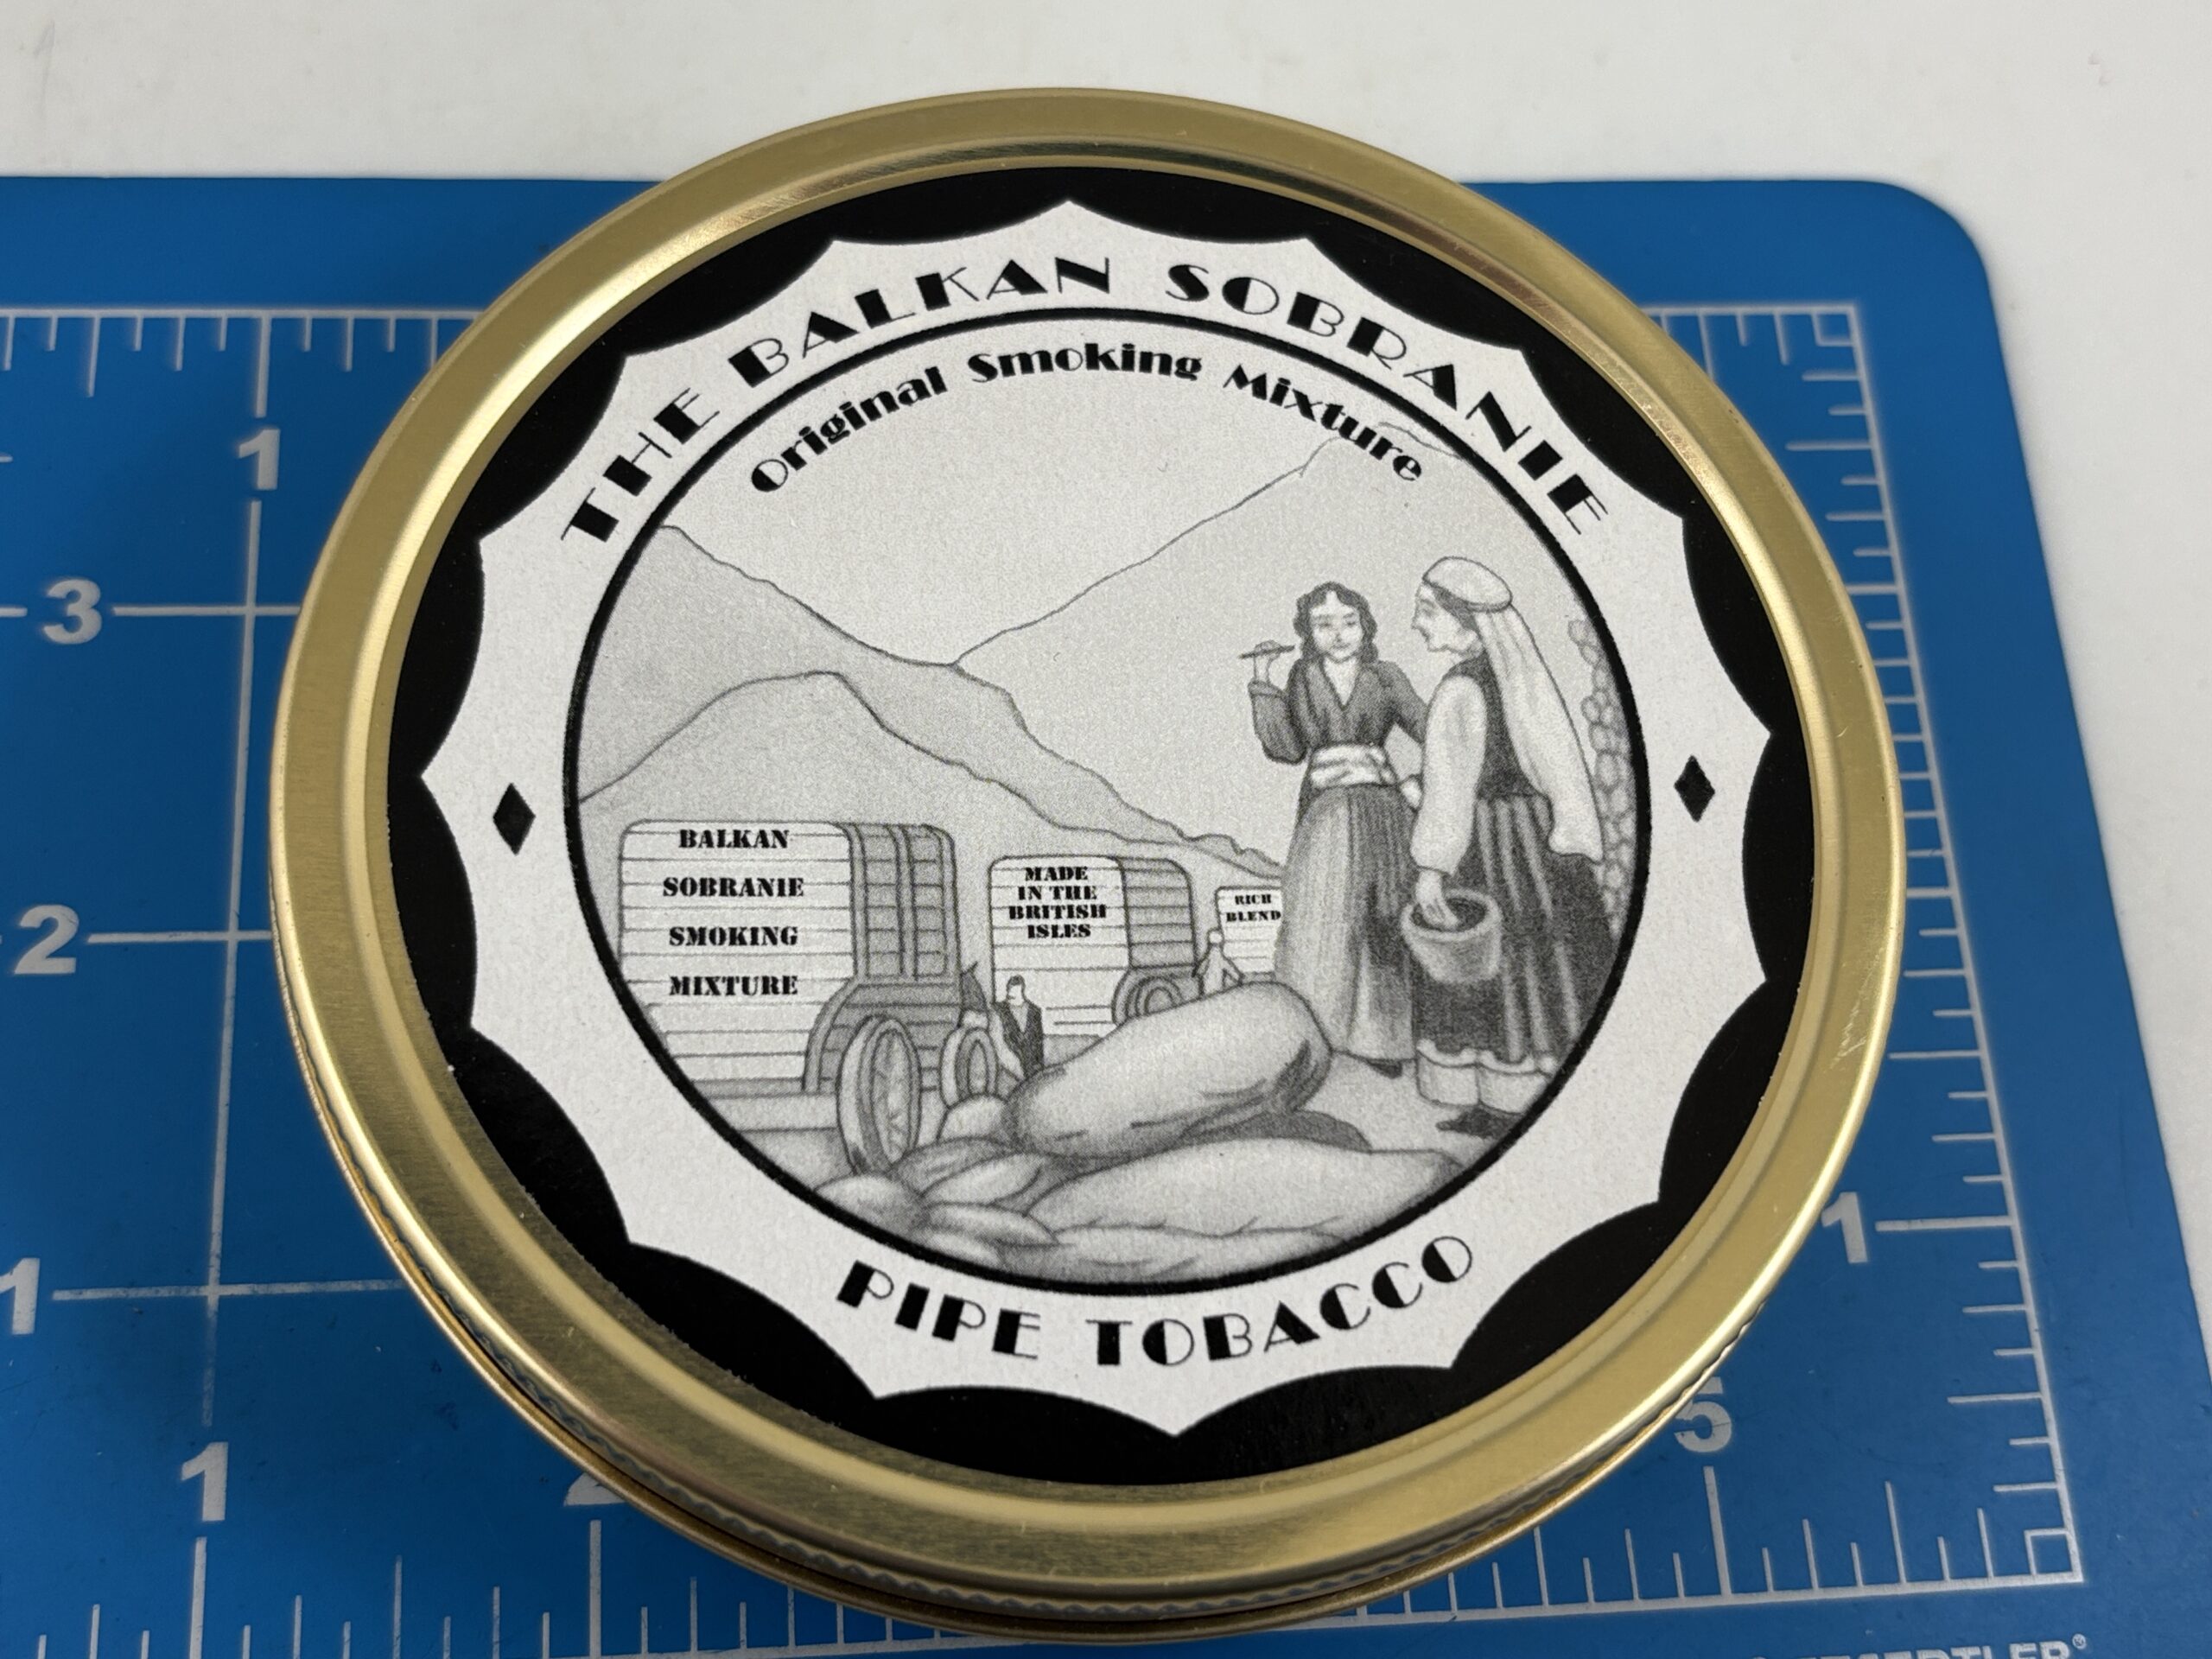 THE BALKAN SOBRANIE
Original Smoking Mixture
BALKAN
SOBRANIE
SMOKING
MIXTURE
MADE
IN THE
BRITISH
ISLES
RICH
BLEND
PIPE TOBACCO
1
3
2
1
1
1
5